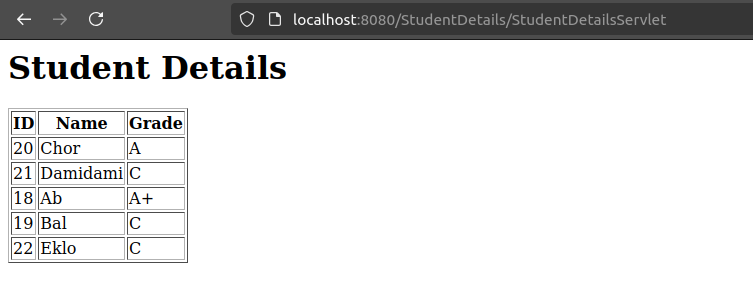 localhost:8080/StudentDetails/StudentDetailsServlet
Student Details
ID Name Grade
20 Chor A
21 Damidami C
18 Ab A+
19 Bal C
22 Eklo C